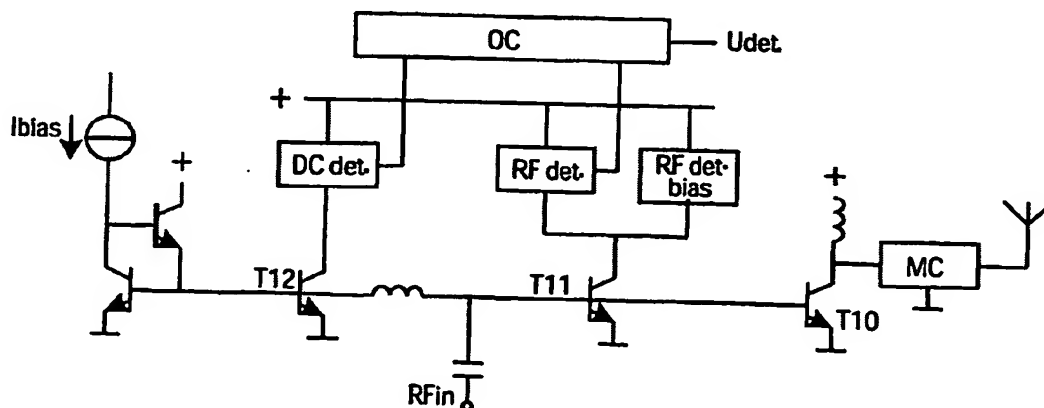 OC
Udet.
+
Ibias
+
DC det.
RF det.
RF det.
bias
+
MC
T12
T11
T10
RFin